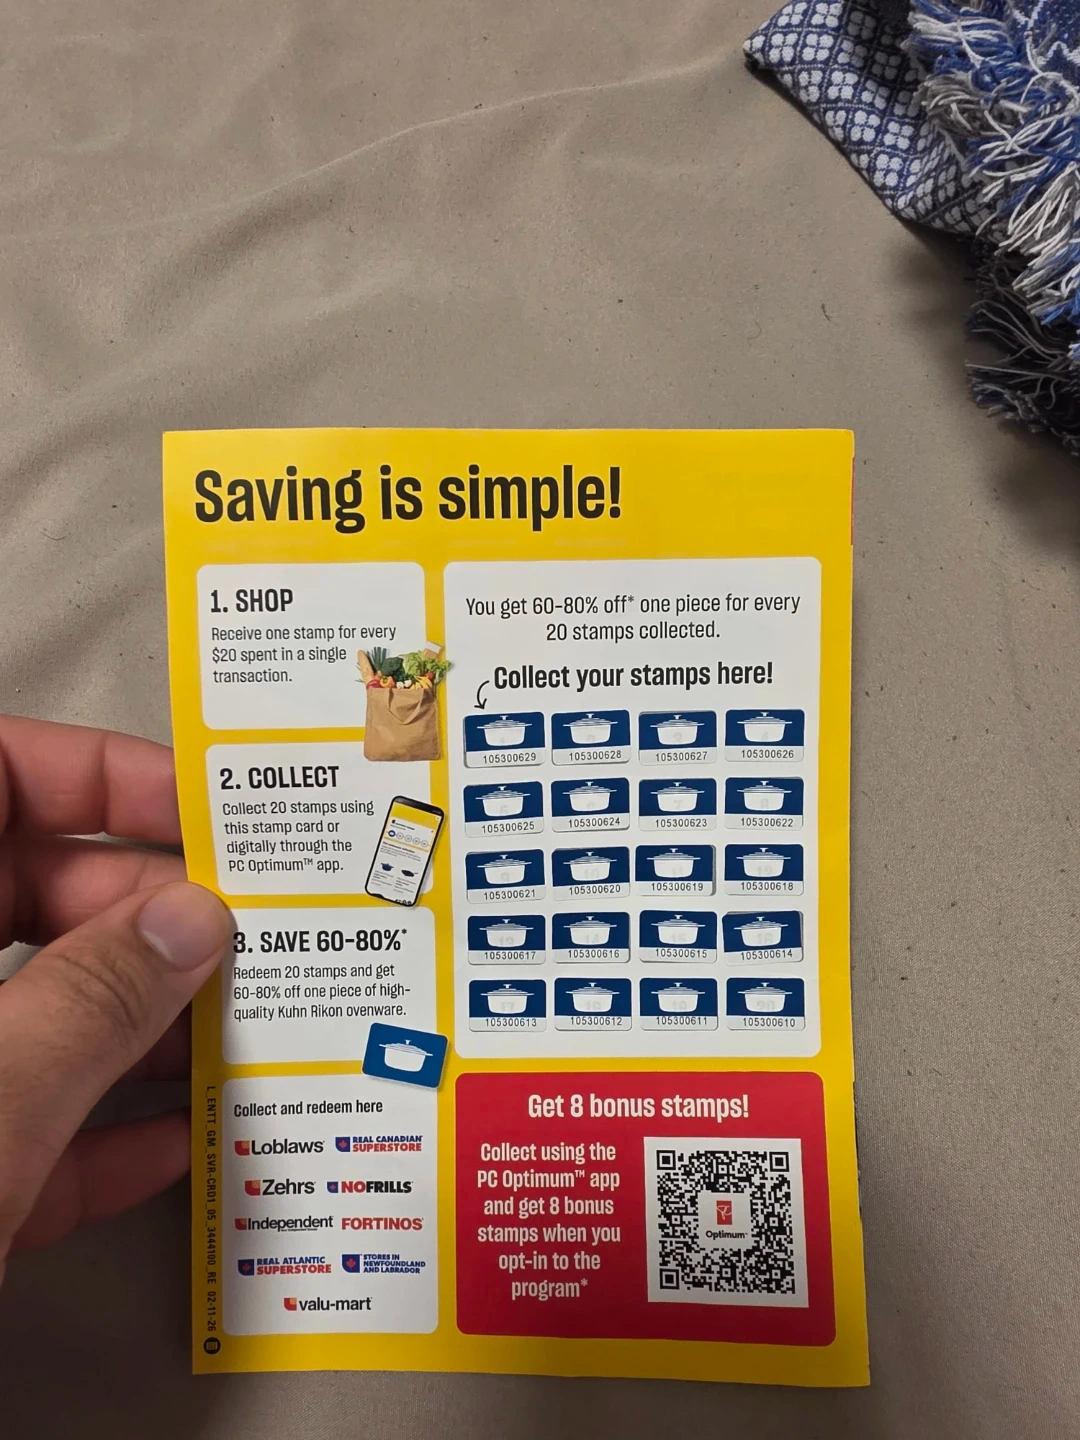 Saving is simple!
1. SHOP
Receive one stamp for every
$20 spent in a single
transaction.
2. COLLECT
Collect 20 stamps using
this stamp card or
digitally through the
PC Optimum™ app.
3. SAVE 60-80%*
Redeem 20 stamps and get
60-80% off one piece of high-
quality Kuhn Rikon ovenware.
Collect and redeem here
Loblaws REAL CANADIAN SUPERSTORE
Zehrs NOFRILLS
Independent FORTINOS
REAL ATLANTIC SUPERSTORE STORES IN NEWFOUNDLAND AND LABRADOR
valu-mart
L_ENTT_GM_SVR-CRD1_05_3444100_RE 02-11-26
You get 60-80% off* one piece for every
20 stamps collected.
Collect your stamps here!
105300629 105300628 105300627 105300626
105300625 105300624 105300623 105300622
105300621 105300620 105300619 105300618
105300617 105300616 105300615 105300614
105300613 105300612 105300611 105300610
Get 8 bonus stamps!
Collect using the
PC Optimum™ app
and get 8 bonus
stamps when you
opt-in to the
program*
Optimum™